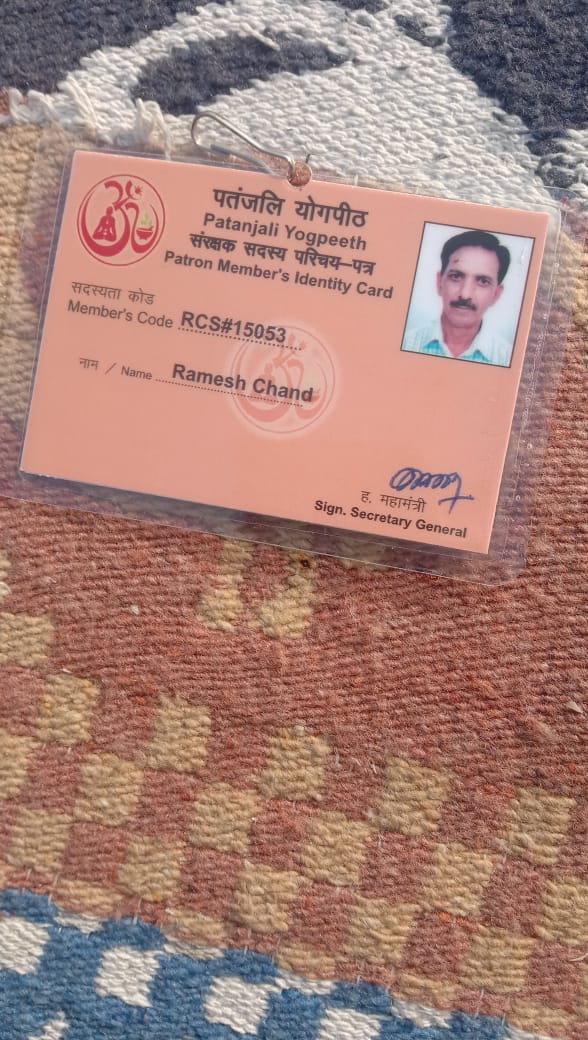 पतंजलि योगपीठ
Patanjali Yogpeeth
संरक्षक सदस्य परिचय-पत्र
Patron Member's Identity Card
सदस्यता कोड
Member's Code RCS#15053
नाम / Name Ramesh Chand
ह. महामंत्री
Sign. Secretary General